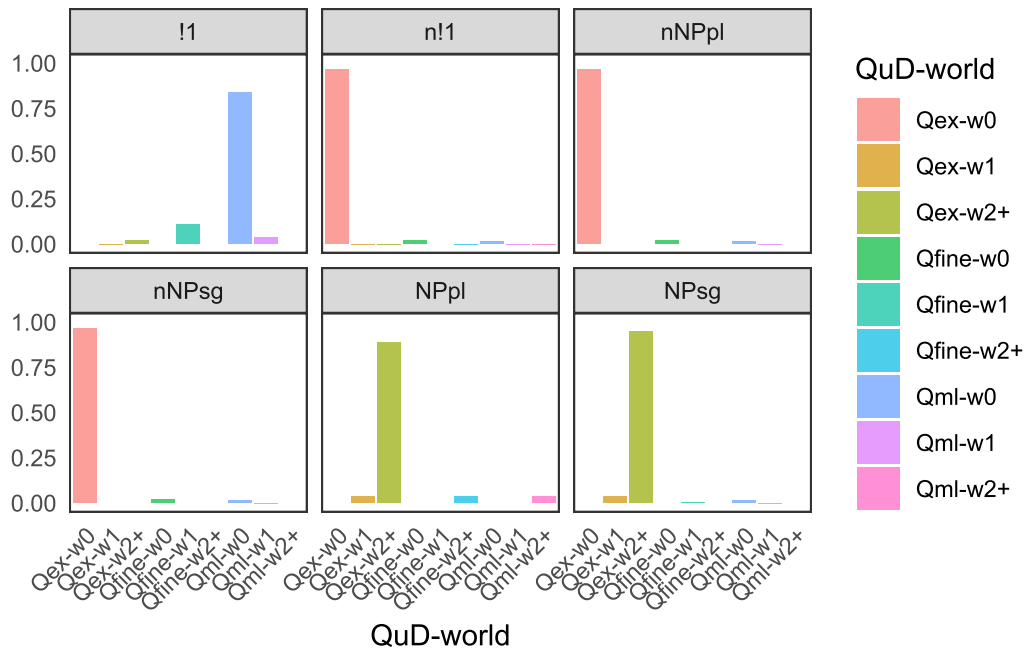 !1
n!1
nNPpl
1.00
0.75
0.50
0.25
0.00
nNPsg
NPpl
NPsg
1.00
0.75
0.50
0.25
0.00
Qex-w0
Qex-w1
Qex-w2+
Qfine-w0
Qfine-w1
Qfine-w2+
Qml-w0
Qml-w1
Qml-w2+
Qex-w0
Qex-w1
Qex-w2+
Qfine-w0
Qfine-w1
Qfine-w2+
Qml-w0
Qml-w1
Qml-w2+
Qex-w0
Qex-w1
Qex-w2+
Qfine-w0
Qfine-w1
Qfine-w2+
Qml-w0
Qml-w1
Qml-w2+
QuD-world
QuD-world
Qex-w0
Qex-w1
Qex-w2+
Qfine-w0
Qfine-w1
Qfine-w2+
Qml-w0
Qml-w1
Qml-w2+